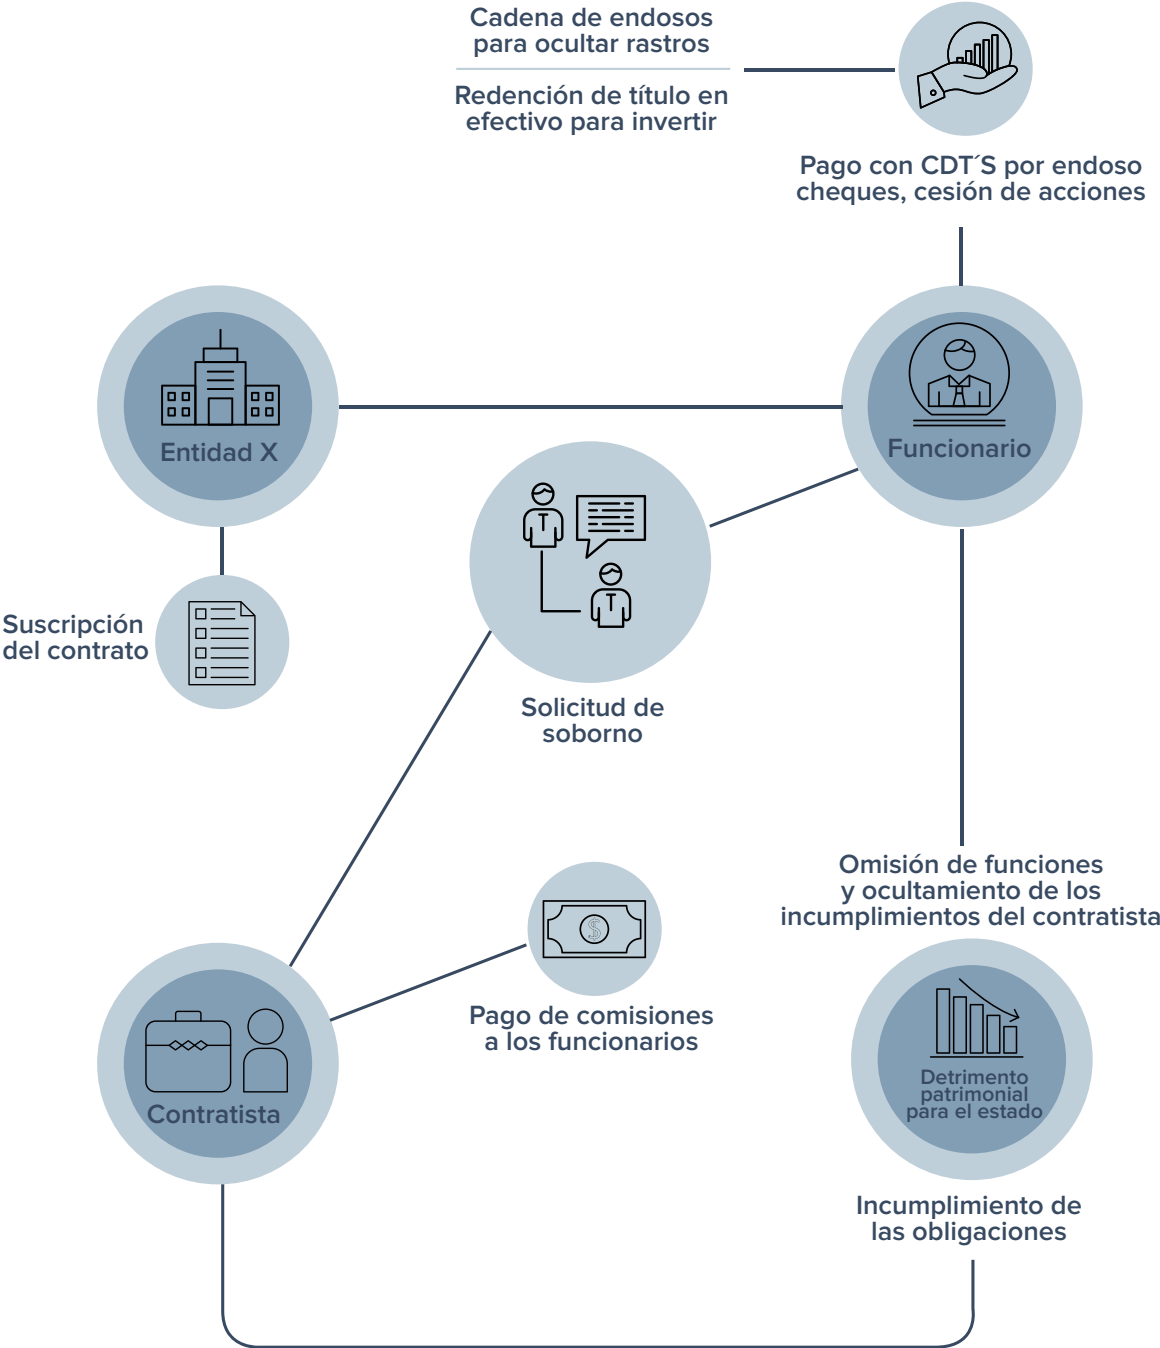 Cadena de endosos
para ocultar rastros
Redención de título en
efectivo para invertir
Pago con CDT´S por endoso
cheques, cesión de acciones
Entidad X
Funcionario
Suscripción
del contrato
Solicitud de
soborno
Omisión de funciones
y ocultamiento de los
incumplimientos del contratista
Pago de comisiones
a los funcionarios
$
Contratista
Detrimento
patrimonial
para el estado
Incumplimiento de
las obligaciones